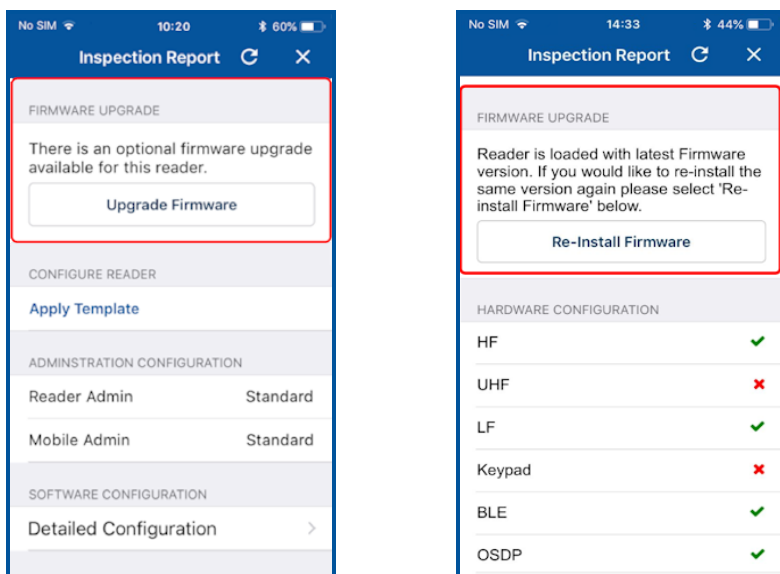 No SIM 10:20 60%
Inspection Report
FIRMWARE UPGRADE
There is an optional firmware upgrade
available for this reader.
Upgrade Firmware
CONFIGURE READER
Apply Template
ADMINSTRATION CONFIGURATION
Reader Admin Standard
Mobile Admin Standard
SOFTWARE CONFIGURATION
Detailed Configuration
No SIM 14:33 44%
Inspection Report
FIRMWARE UPGRADE
Reader is loaded with latest Firmware
version. If you would like to re-install the
same version again please select 'Re-
install Firmware' below.
Re-Install Firmware
HARDWARE CONFIGURATION
HF
UHF
LF
Keypad
BLE
OSDP